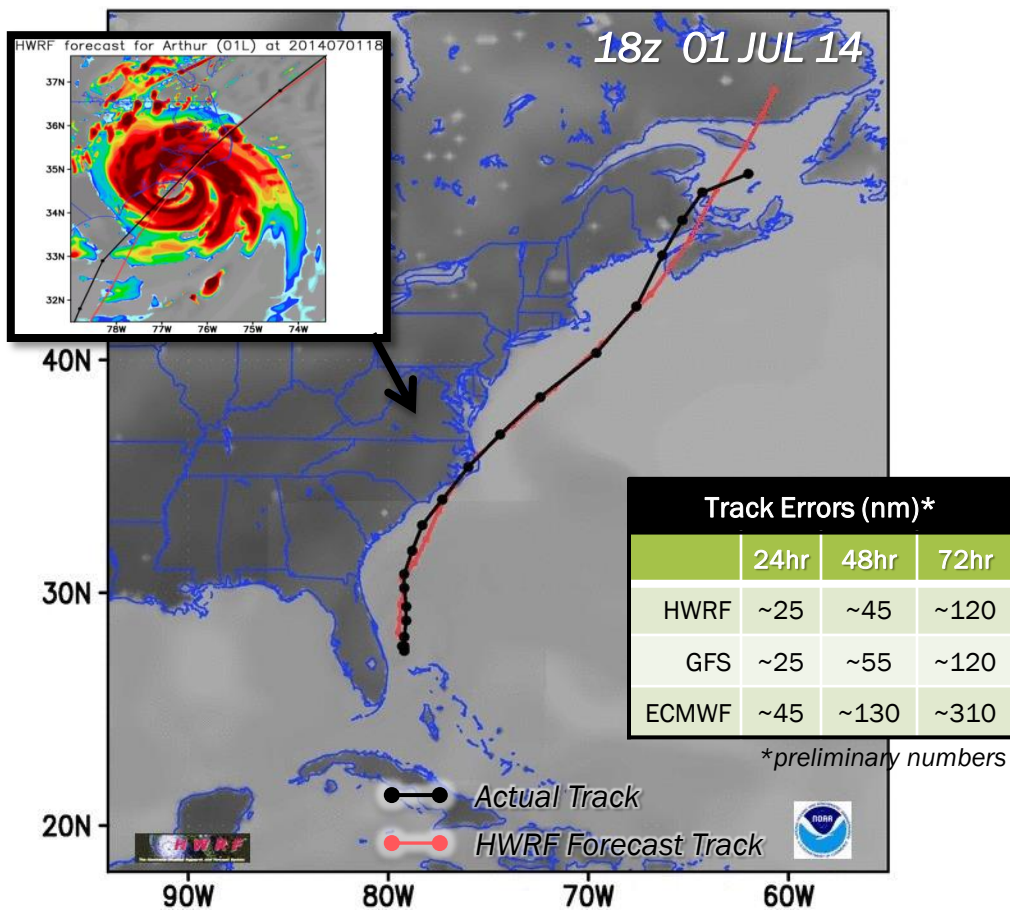 HWRF forecast for Arthur (01L) at 2014070118
37N
36N
35N
34N
33N
32N
78W 77W 76W 75W 74W
18z 01 JUL 14
40N
30N
20N
90W 80W 70W 60W
Track Errors (nm)*
24hr 48hr 72hr
HWRF ~25 ~45 ~120
GFS ~25 ~55 ~120
ECMWF ~45 ~130 ~310
*preliminary numbers
Actual Track
HWRF Forecast Track
HWRF
NOAA